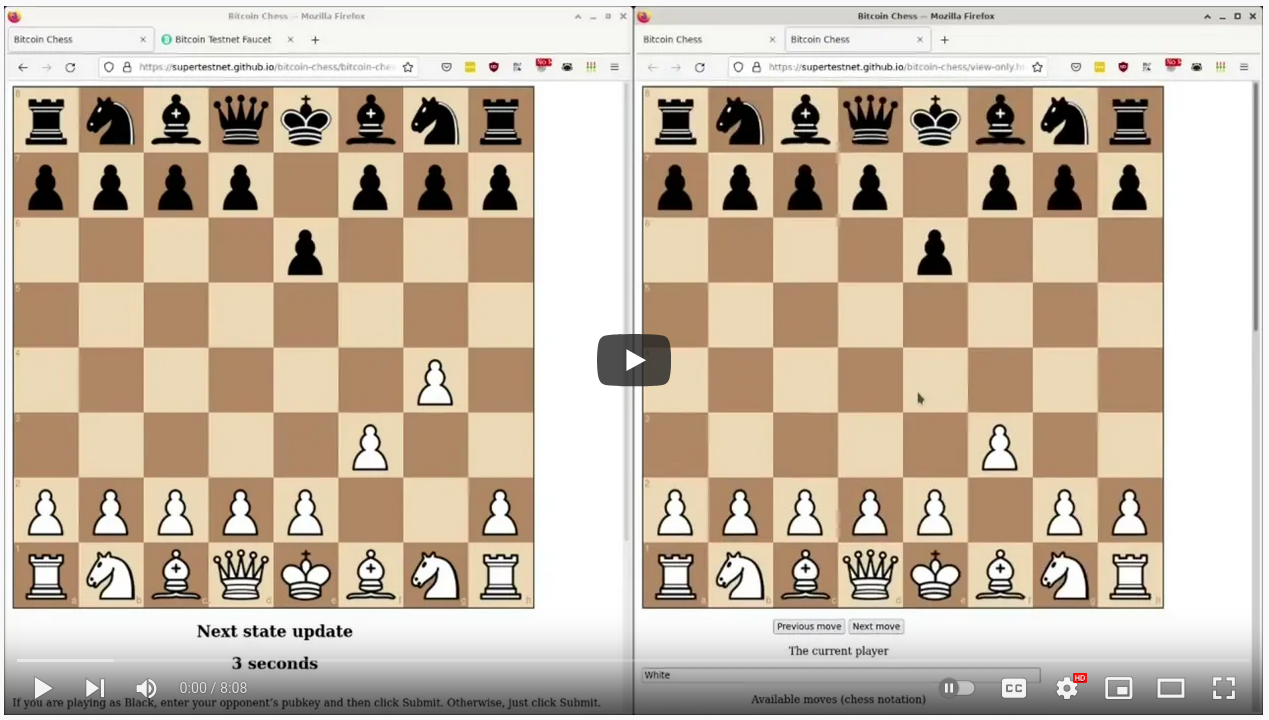 Bitcoin Chess — Mozilla Firefox
Bitcoin Chess
Bitcoin Testnet Faucet
https://supertestnet.github.io/bitcoin-chess/bitcoin-che
8
7
6
5
4
3
2
1
a b c d e f g h
Next state update
3 seconds
If you are playing as Black, enter your opponent's pubkey and then click Submit. Otherwise, just click Submit.
Bitcoin Chess — Mozilla Firefox
Bitcoin Chess
Bitcoin Chess
https://supertestnet.github.io/bitcoin-chess/view-only.h
8
7
6
5
4
3
2
1
a b c d e f g h
Previous move Next move
The current player
White
Available moves (chess notation)
0:00 / 8:08
CC
HD